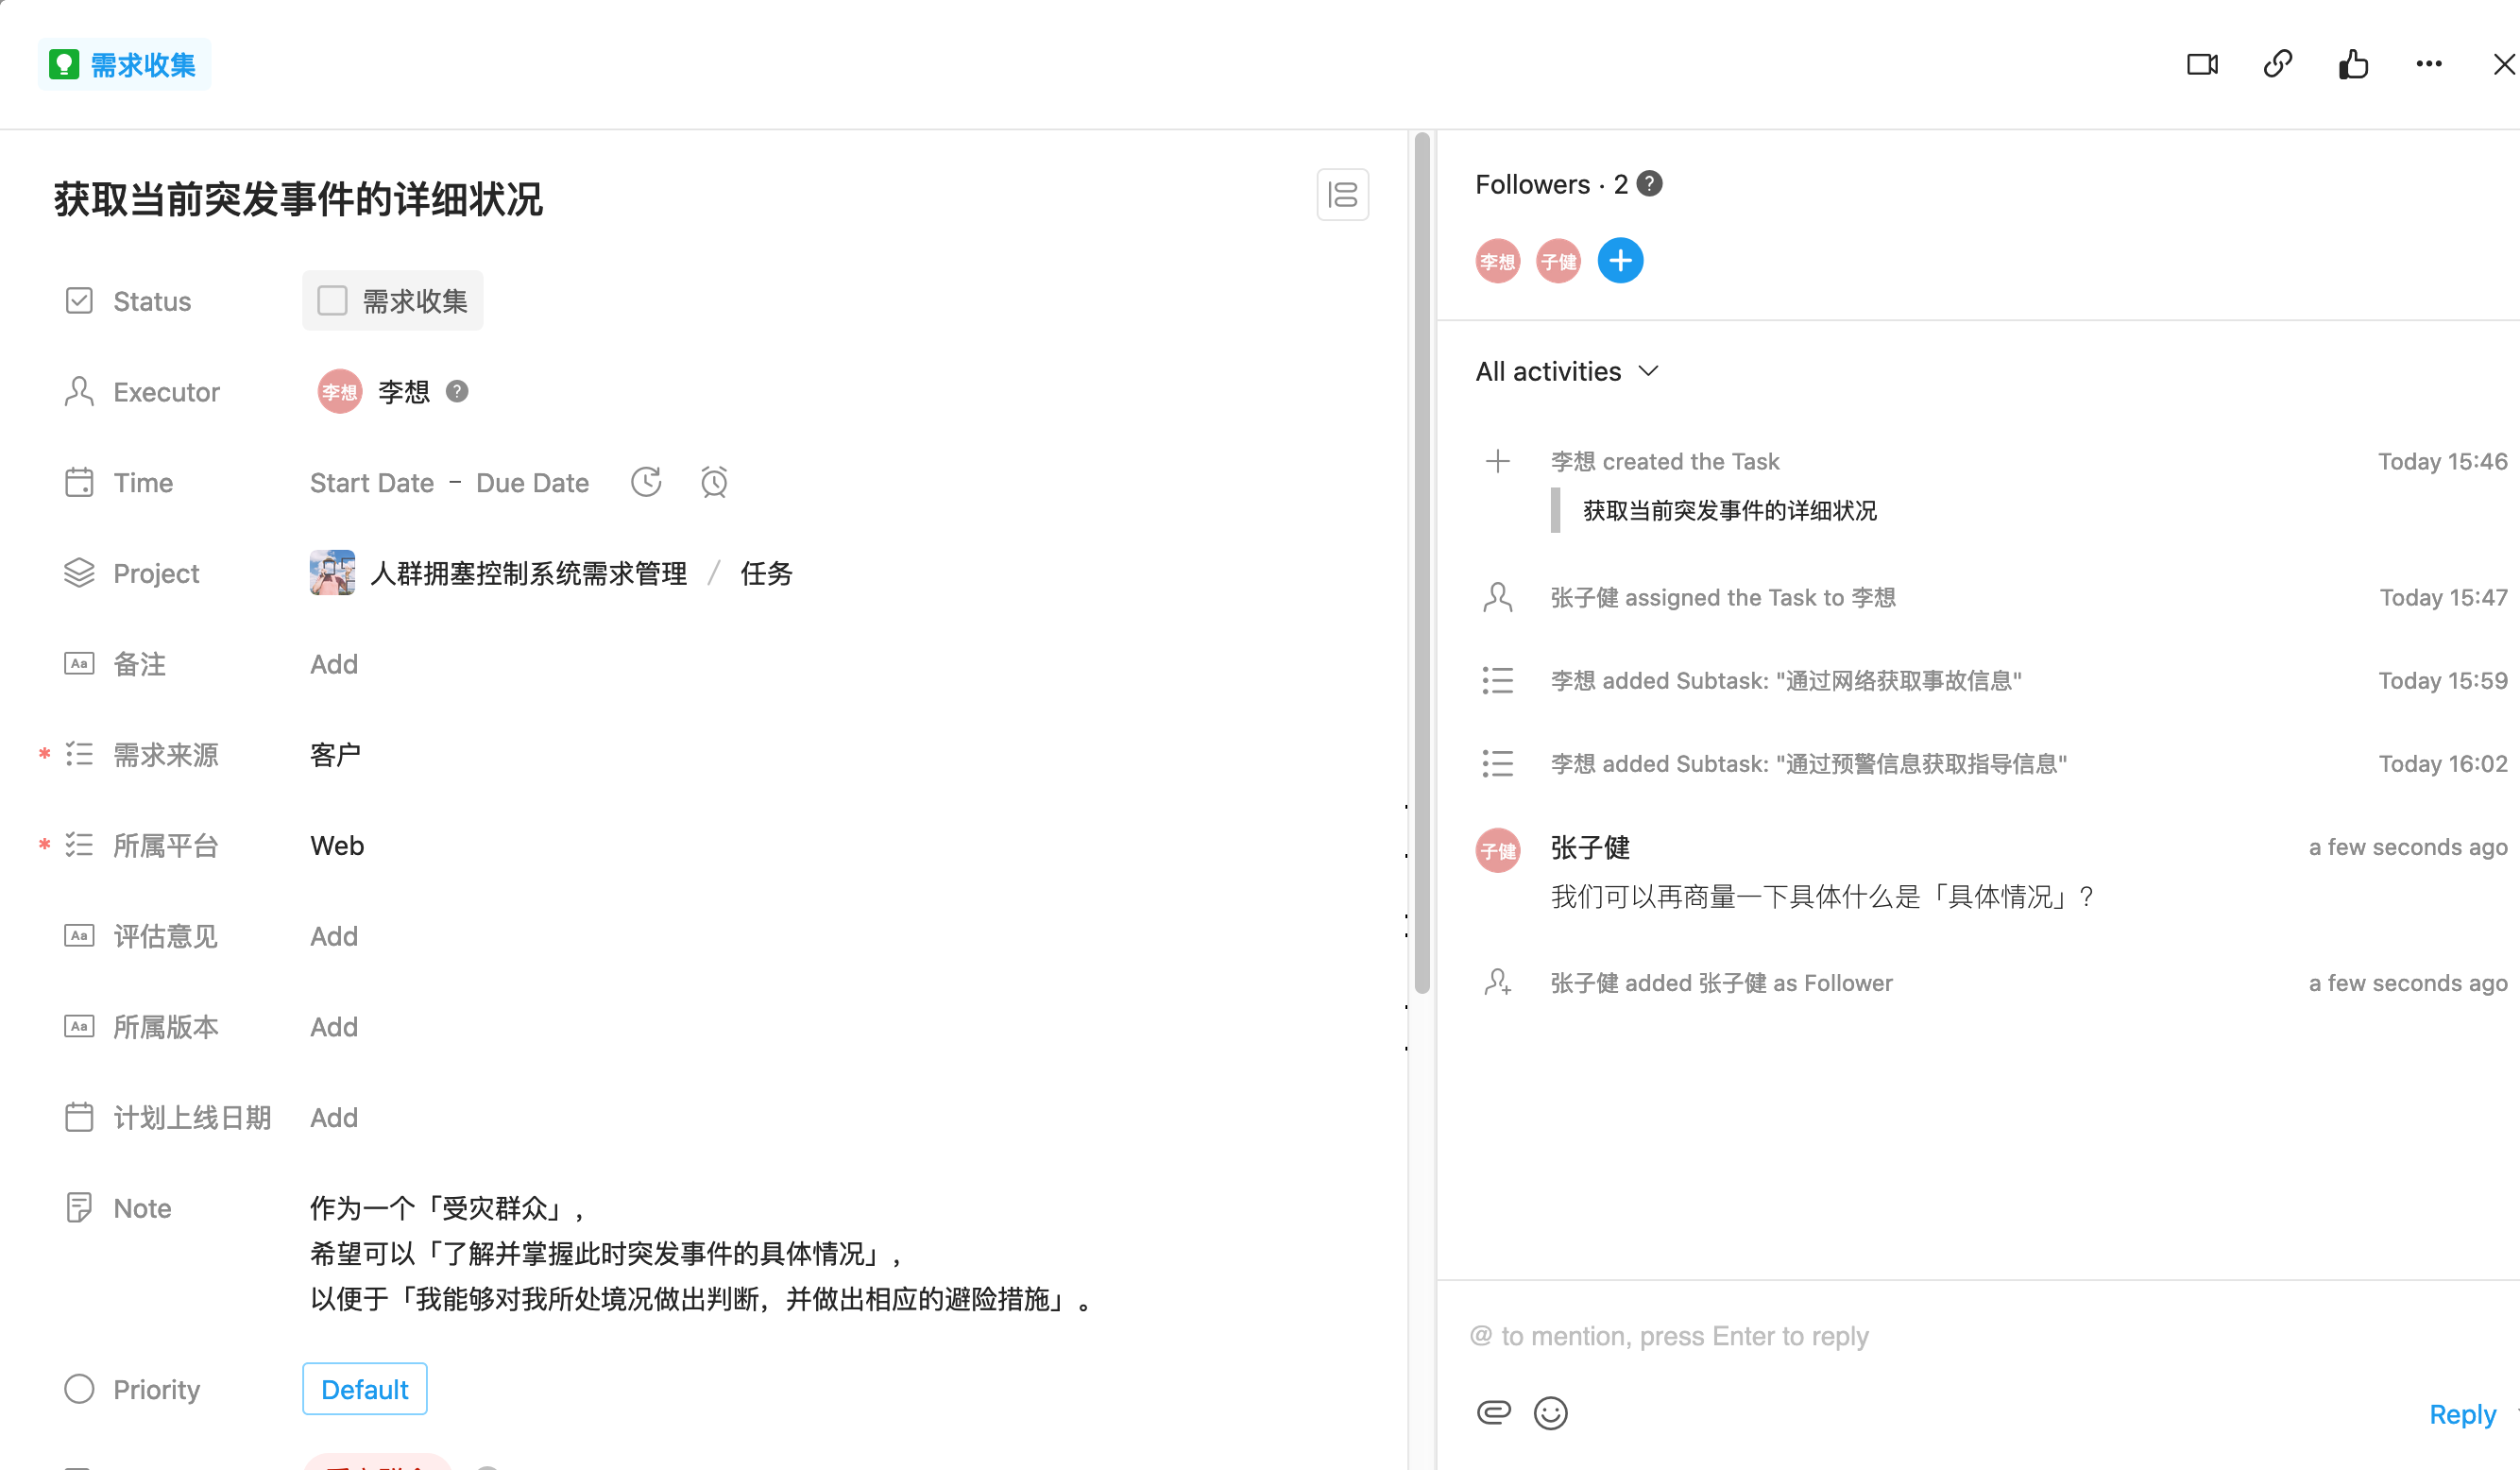 需求收集
获取当前突发事件的详细状况
Status
需求收集
Executor
李想 李想 ?
Time
Start Date – Due Date
Project
人群拥塞控制系统需求管理 / 任务
Aa 备注
Add
* 需求来源
客户
* 所属平台
Web
Aa 评估意见
Add
Aa 所属版本
Add
计划上线日期
Add
Note
作为一个「受灾群众」，
希望可以「了解并掌握此时突发事件的具体情况」，
以便于「我能够对我所处境况做出判断，并做出相应的避险措施」。
Priority
Default
Followers · 2 ?
李想 子健
All activities
李想 created the Task Today 15:46
获取当前突发事件的详细状况
张子健 assigned the Task to 李想 Today 15:47
李想 added Subtask: "通过网络获取事故信息" Today 15:59
李想 added Subtask: "通过预警信息获取指导信息" Today 16:02
子健 张子健 a few seconds ago
我们可以再商量一下具体什么是「具体情况」？
张子健 added 张子健 as Follower a few seconds ago
@ to mention, press Enter to reply
Reply